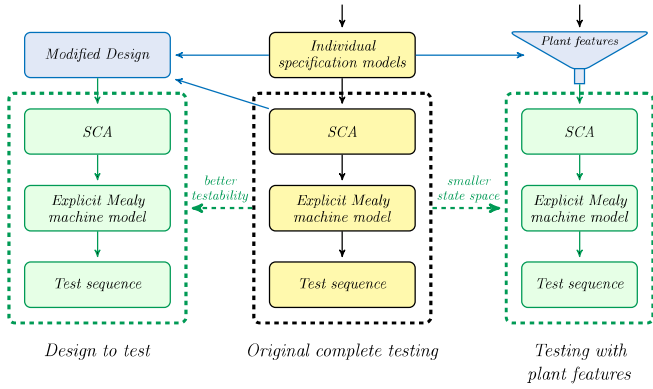 Modified Design
Individual
specification models
Plant features
SCA
SCA
SCA
better
testability
smaller
state space
Explicit Mealy
machine model
Explicit Mealy
machine model
Explicit Mealy
machine model
Test sequence
Test sequence
Test sequence
Design to test
Original complete testing
Testing with
plant features